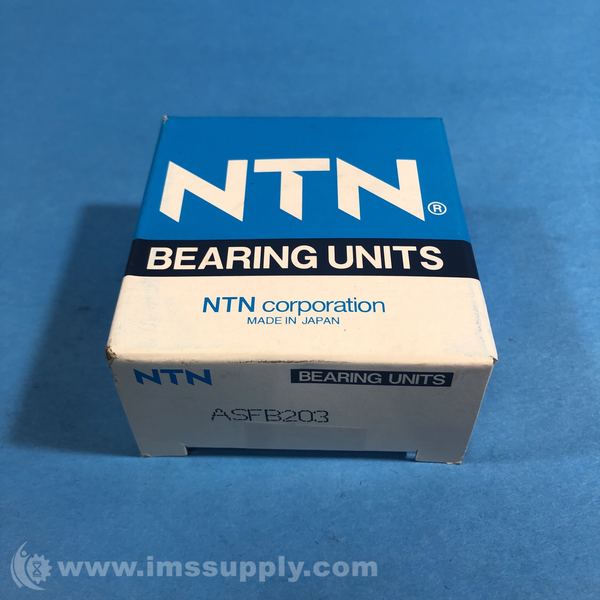 NTN®
BEARING UNITS
NTN corporation
MADE IN JAPAN
NTN BEARING UNITS
ASFB203
www.imssupply.com